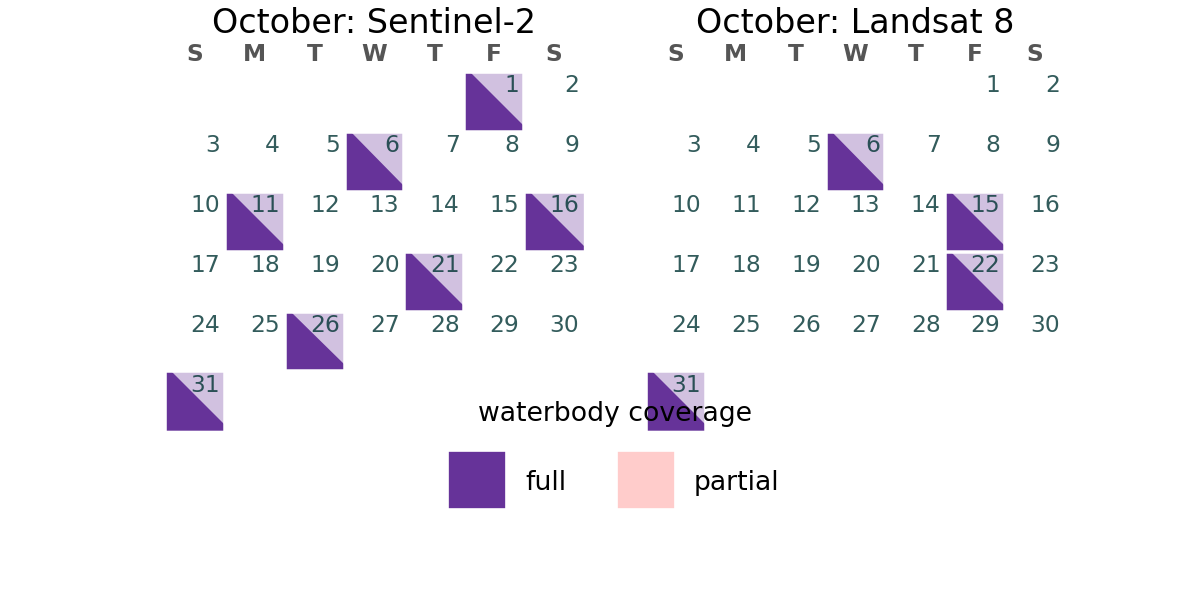 October: Sentinel-2
S M T W T F S
1 2
3 4 5 6 7 8 9
10 11 12 13 14 15 16
17 18 19 20 21 22 23
24 25 26 27 28 29 30
31
October: Landsat 8
S M T W T F S
1 2
3 4 5 6 7 8 9
10 11 12 13 14 15 16
17 18 19 20 21 22 23
24 25 26 27 28 29 30
31
waterbody coverage
full partial